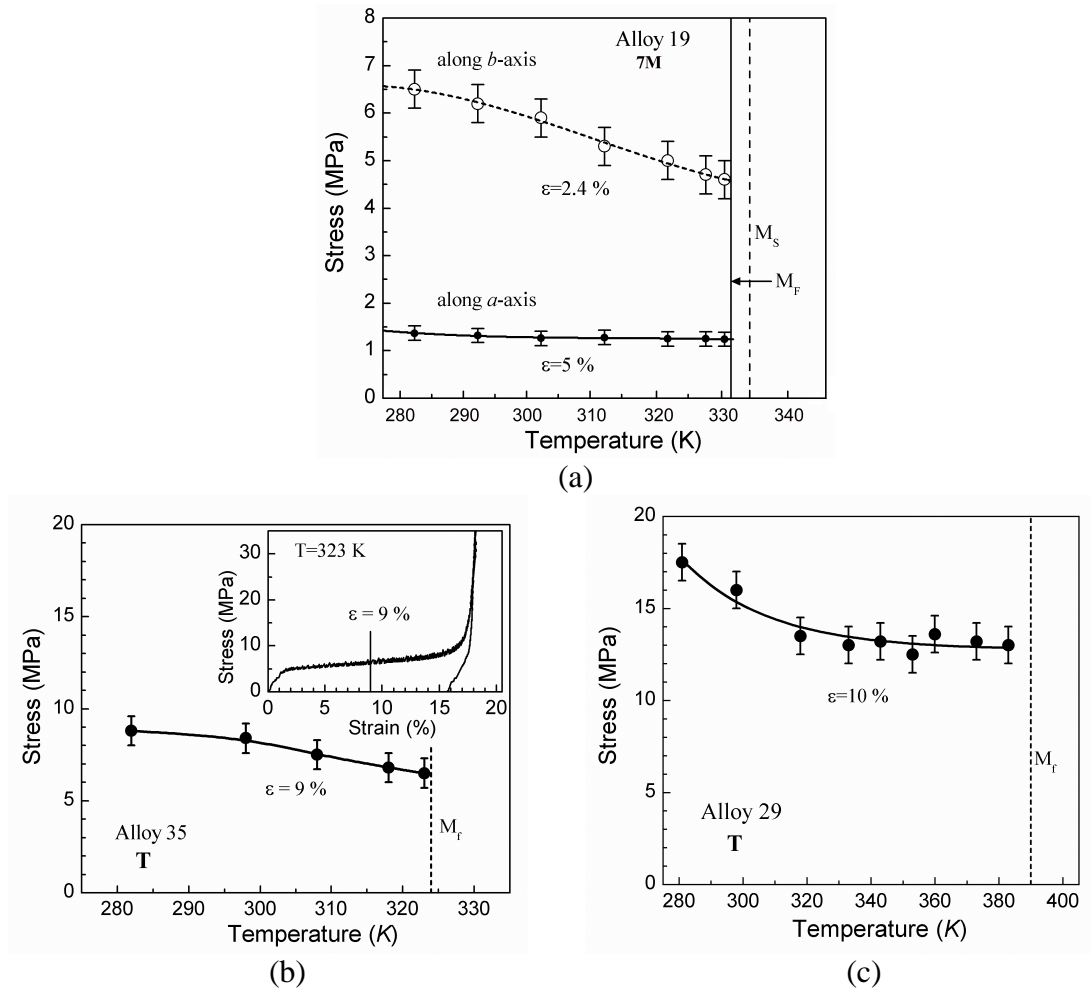 8
7
6
5
4
3
2
1
0
Stress (MPa)
Alloy 19
7M
along b-axis
ε=2.4 %
M_S
M_F
along a-axis
ε=5 %
280 290 300 310 320 330 340
Temperature (K)
(a)
20
15
10
5
0
Stress (MPa)
30
20
10
0
Stress (MPa)
T=323 K
ε = 9 %
0 5 10 15 20
Strain (%)
ε = 9 %
M_f
Alloy 35
T
280 290 300 310 320 330
Temperature (K)
(b)
20
15
10
5
0
Stress (MPa)
ε=10 %
M_f
Alloy 29
T
280 300 320 340 360 380 400
Temperature (K)
(c)